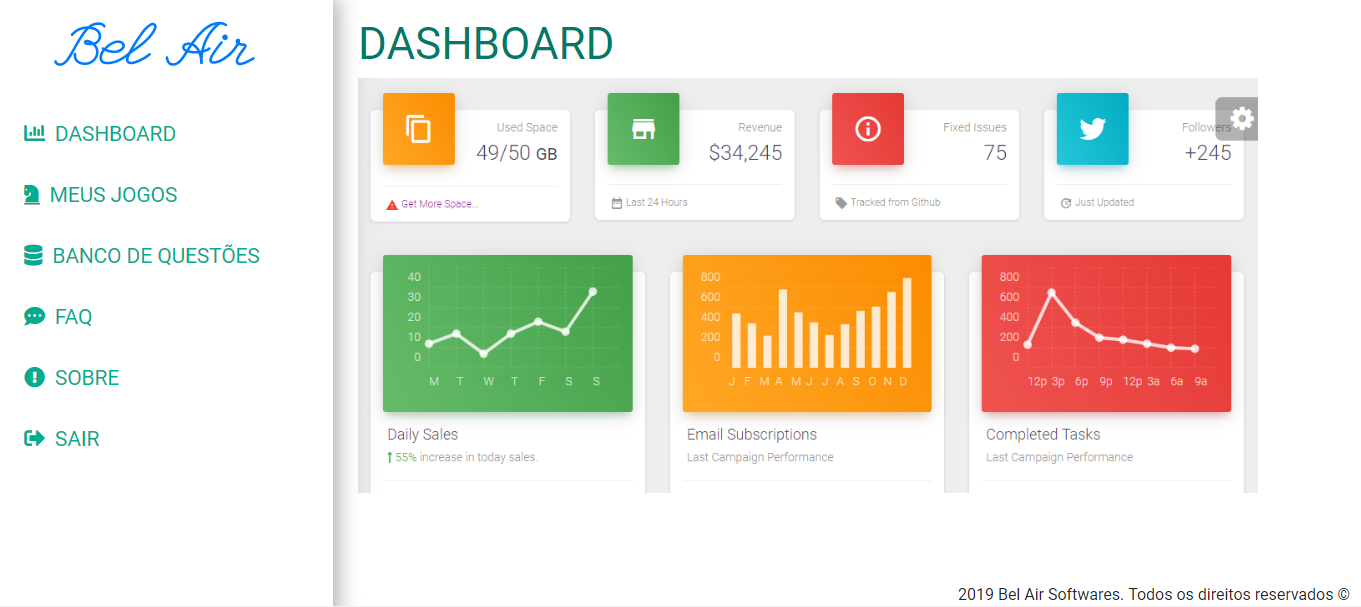 Bel Air
DASHBOARD
MEUS JOGOS
BANCO DE QUESTÕES
FAQ
SOBRE
SAIR
DASHBOARD
Used Space
49/50 GB
Get More Space...
Revenue
$34,245
Last 24 Hours
Fixed Issues
75
Tracked from Github
Followers
+245
Just Updated
40
30
20
10
0
M T W T F S S
Daily Sales
55% increase in today sales.
800
600
400
200
0
J F M A M J J A S O N D
Email Subscriptions
Last Campaign Performance
800
600
400
200
0
12p 3p 6p 9p 12p 3a 6a 9a
Completed Tasks
Last Campaign Performance
2019 Bel Air Softwares. Todos os direitos reservados ©